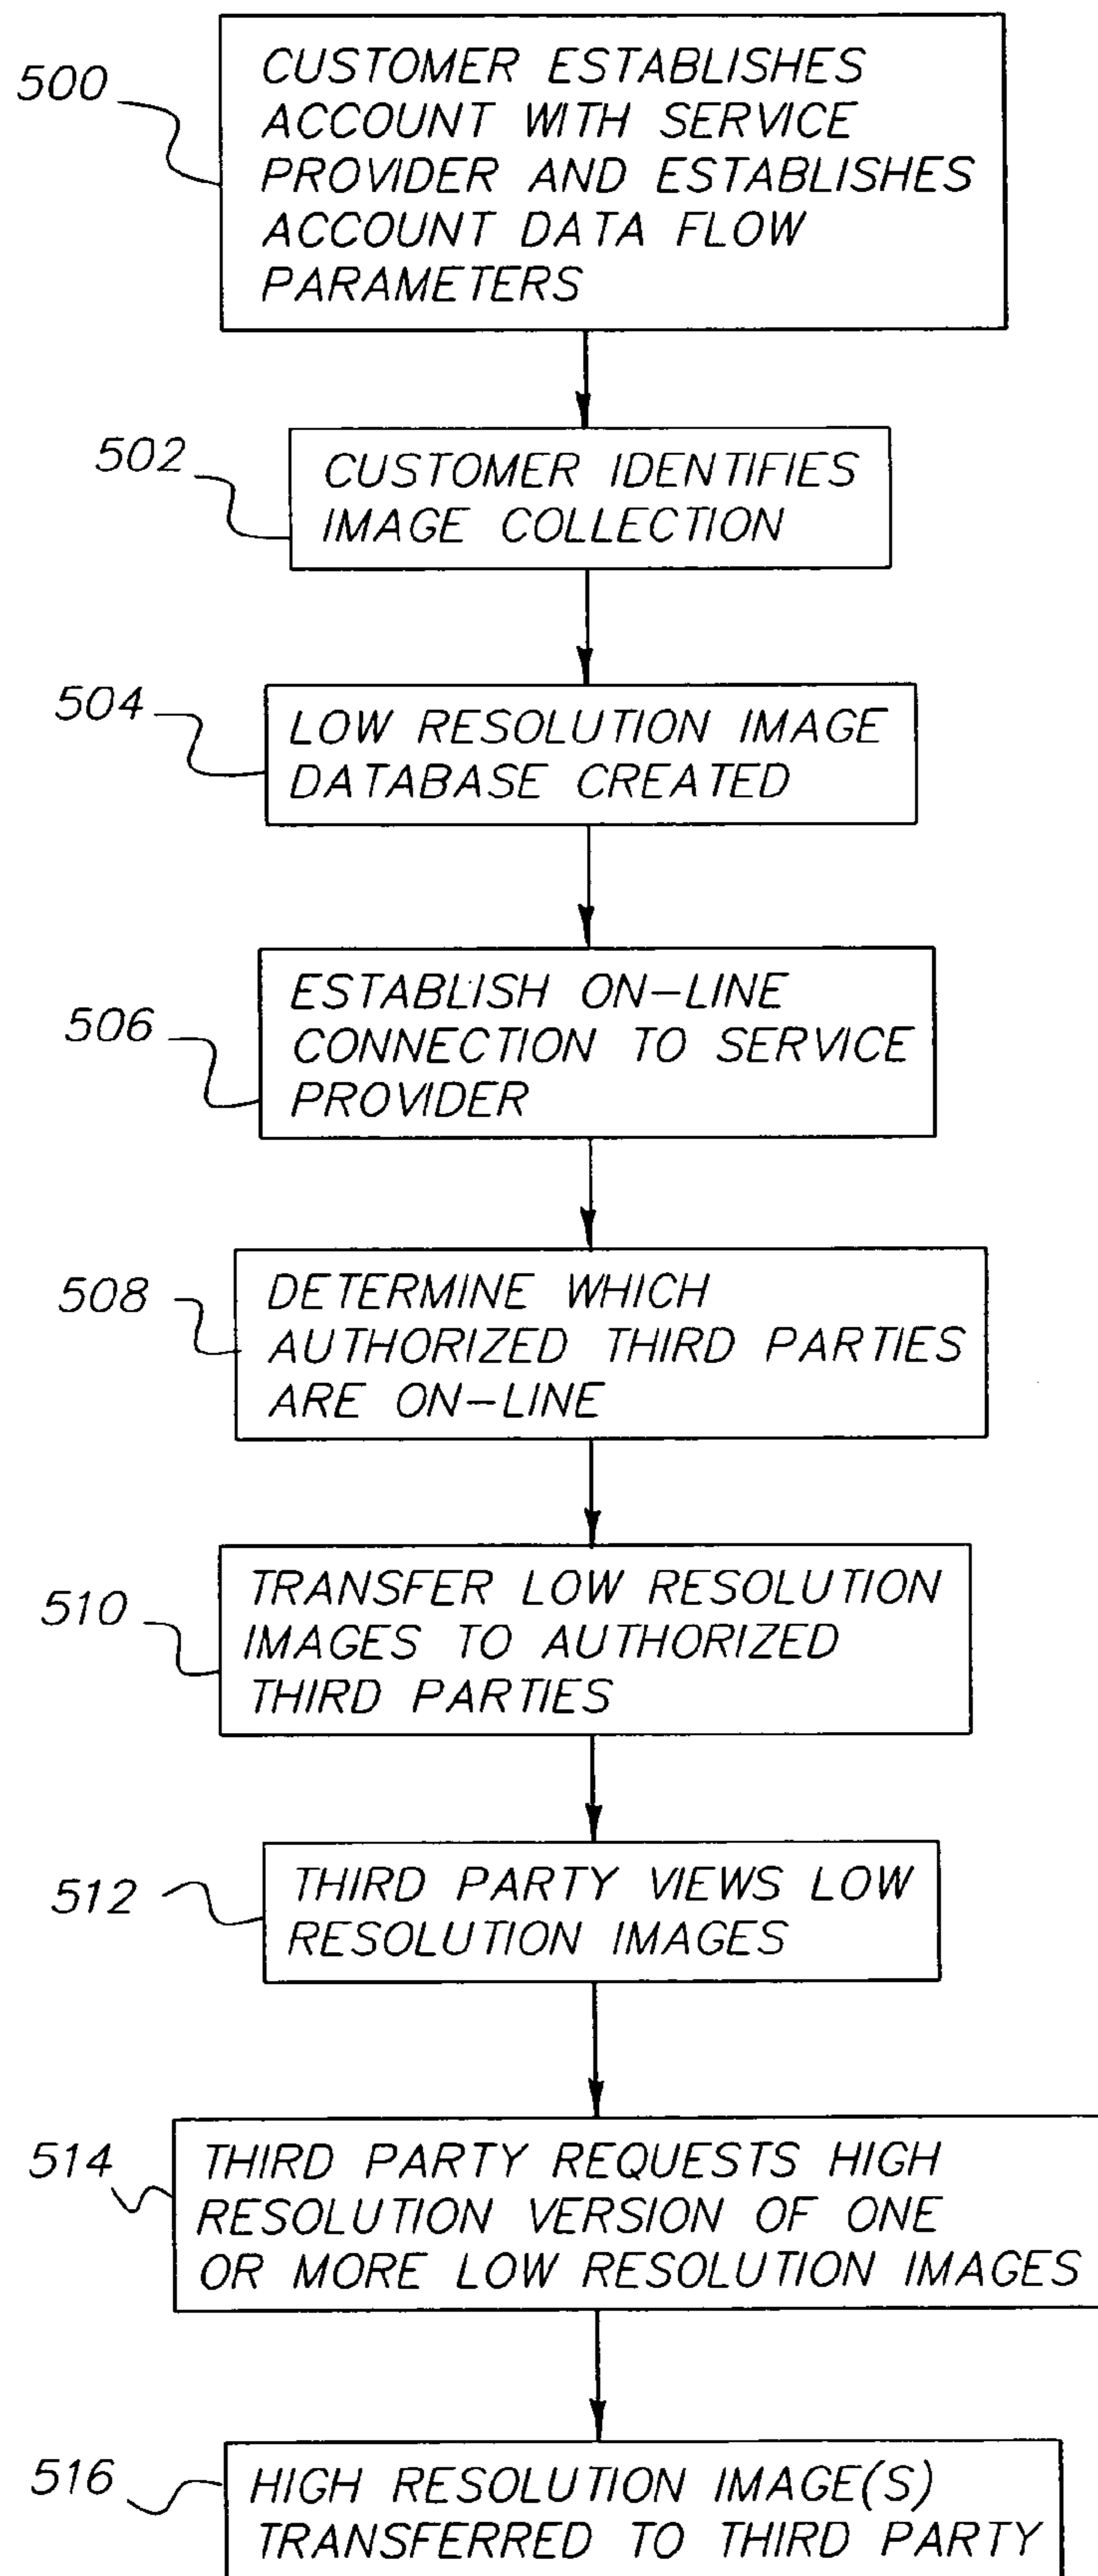 500
CUSTOMER ESTABLISHES
ACCOUNT WITH SERVICE
PROVIDER AND ESTABLISHES
ACCOUNT DATA FLOW
PARAMETERS
502
CUSTOMER IDENTIFIES
IMAGE COLLECTION
504
LOW RESOLUTION IMAGE
DATABASE CREATED
506
ESTABLISH ON-LINE
CONNECTION TO SERVICE
PROVIDER
508
DETERMINE WHICH
AUTHORIZED THIRD PARTIES
ARE ON-LINE
510
TRANSFER LOW RESOLUTION
IMAGES TO AUTHORIZED
THIRD PARTIES
512
THIRD PARTY VIEWS LOW
RESOLUTION IMAGES
514
THIRD PARTY REQUESTS HIGH
RESOLUTION VERSION OF ONE
OR MORE LOW RESOLUTION IMAGES
516
HIGH RESOLUTION IMAGE(S)
TRANSFERRED TO THIRD PARTY